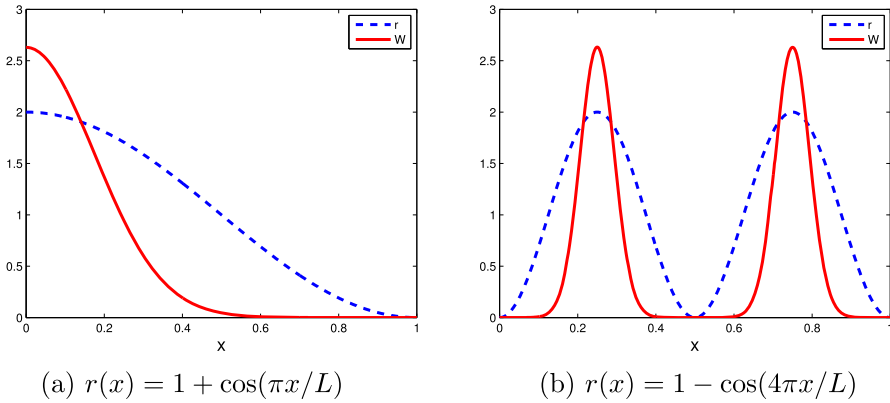 3
2.5
2
1.5
1
0.5
0
0 0.2 0.4 0.6 0.8 1
x
r
W
(a) r(x) = 1 + cos(πx/L)
3
2.5
2
1.5
1
0.5
0
0.2 0.4 0.6 0.8 1
x
r
W
(b) r(x) = 1 − cos(4πx/L)